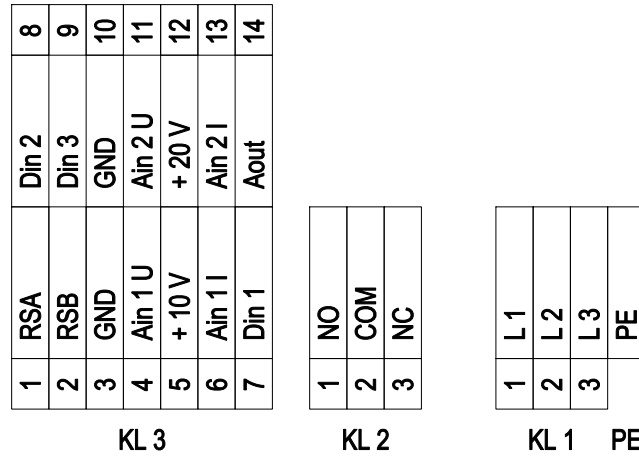 8 9 10 11 12 13 14
Din 2 Din 3 GND Ain 2 U + 20 V Ain 2 I Aout
RSA RSB GND Ain 1 U + 10 V Ain 1 I Din 1
1 2 3 4 5 6 7
KL 3
NO COM NC
1 2 3
KL 2
L 1 L 2 L 3 PE
1 2 3
KL 1 PE